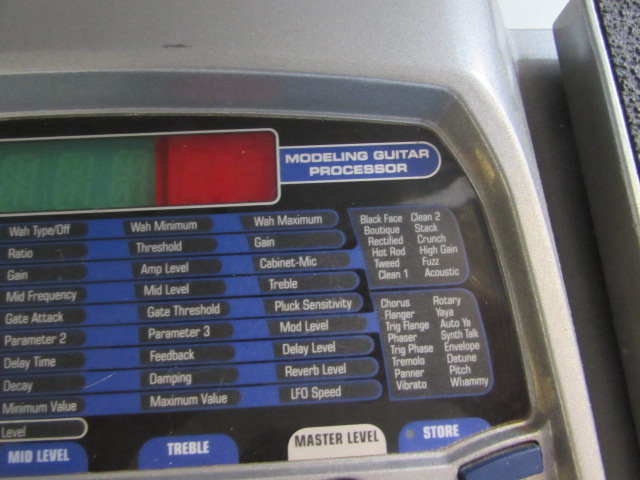 MODELING GUITAR
PROCESSOR
Wah Type/Off Wah Minimum Wah Maximum
Ratio Threshold Gain
Gain Amp Level Cabinet-Mic
Mid Frequency Mid Level Treble
Gate Attack Gate Threshold Pluck Sensitivity
Parameter 2 Parameter 3 Mod Level
Delay Time Feedback Delay Level
Decay Damping Reverb Level
Minimum Value Maximum Value LFO Speed
Level
Black Face Clean 2
Boutique Stack
Rectified Crunch
Hot Rod High Gain
Tweed Fuzz
Clean 1 Acoustic
Chorus Rotary
Flanger Yaya
Trig Flange Auto Ya
Phaser Synth Talk
Trig Phase Envelope
Tremolo Detune
Panner Pitch
Vibrato Whammy
MID LEVEL TREBLE MASTER LEVEL STORE